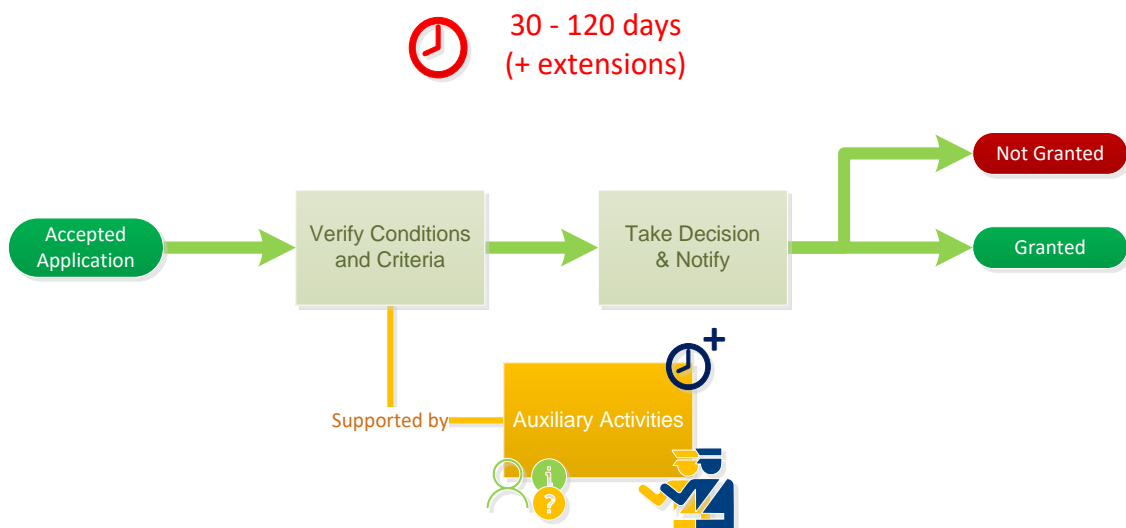 30 - 120 days
(+ extensions)
Not Granted
Accepted
Application
Verify Conditions
and Criteria
Take Decision
& Notify
Granted
Supported by
Auxiliary Activities
i
?